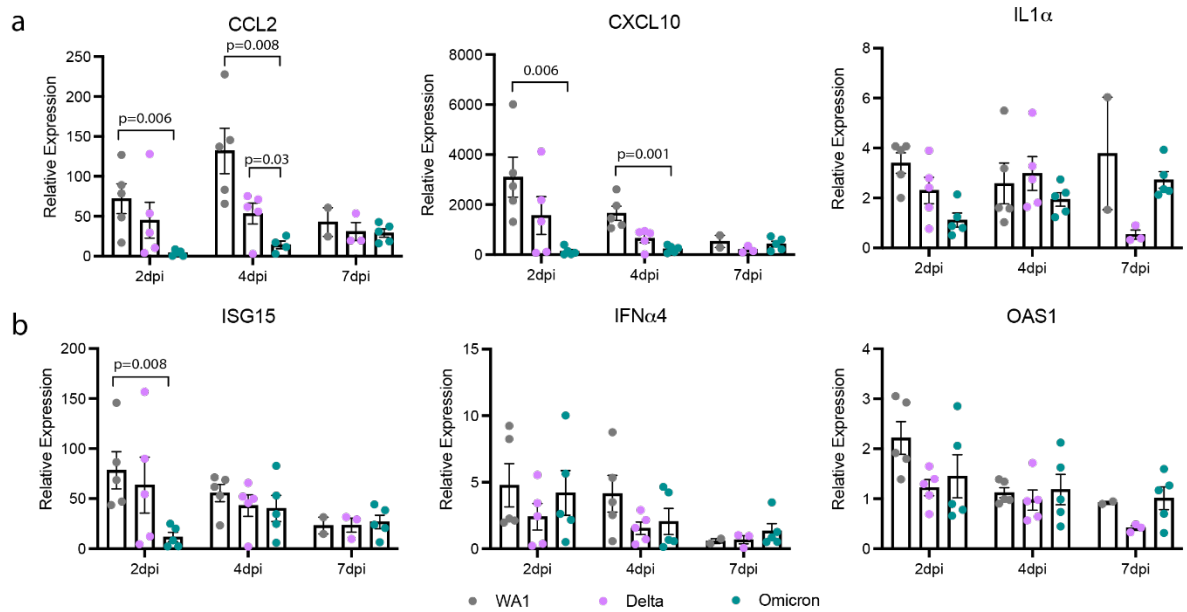 a
CCL2
CXCL10
IL1α
Relative Expression
250
200
150
100
50
0
p=0.006
p=0.008
p=0.03
2dpi
4dpi
7dpi
Relative Expression
8000
6000
4000
2000
0
0.006
p=0.001
2dpi
4dpi
7dpi
Relative Expression
8
6
4
2
0
2dpi
4dpi
7dpi
b
ISG15
IFNα4
OAS1
Relative Expression
200
150
100
50
0
p=0.008
2dpi
4dpi
7dpi
Relative Expression
15
10
5
0
2dpi
4dpi
7dpi
Relative Expression
4
3
2
1
0
2dpi
4dpi
7dpi
WA1
Delta
Omicron